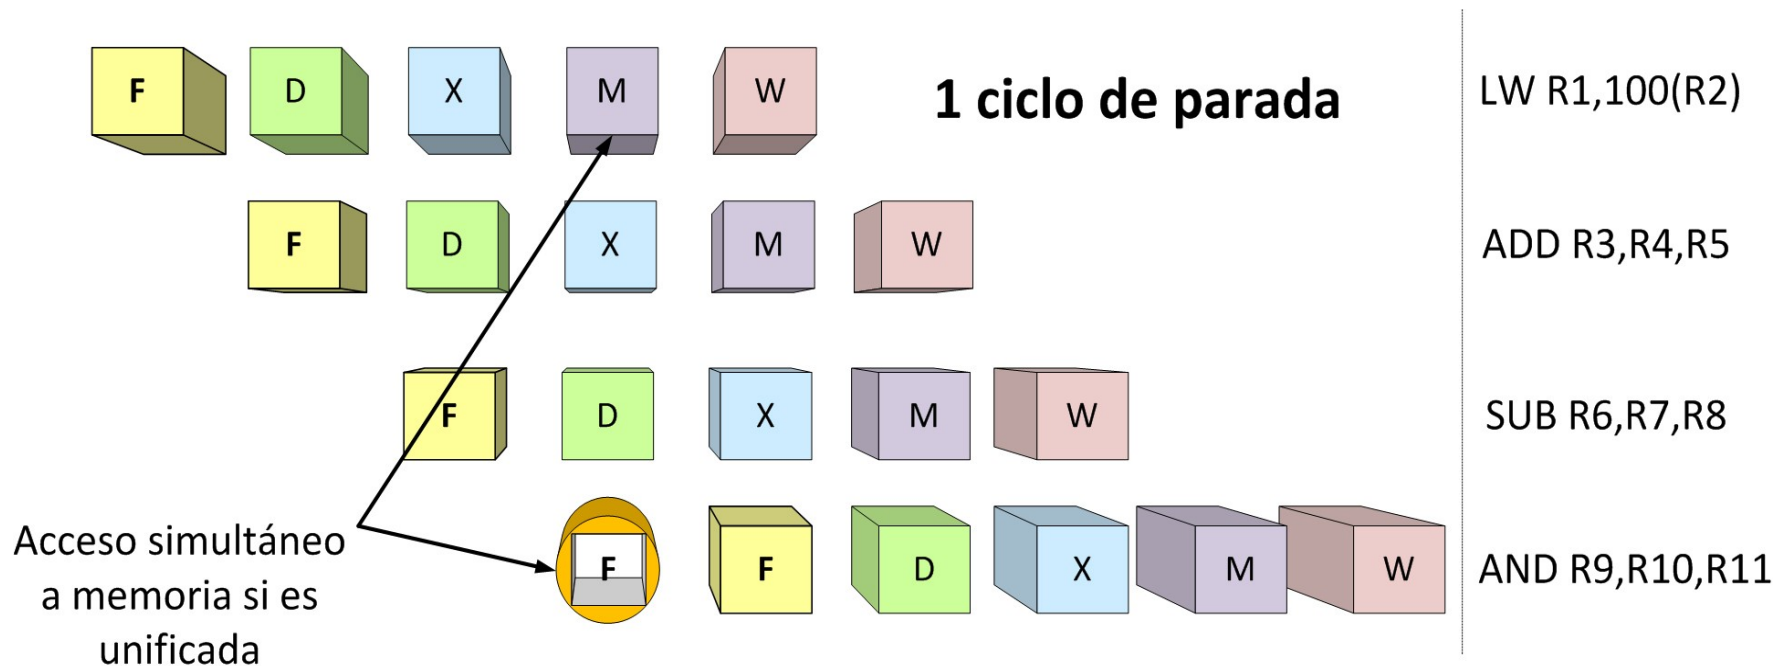 F D X M W 1 ciclo de parada LW R1,100(R2)
F D X M W ADD R3,R4,R5
F D X M W SUB R6,R7,R8
F F D X M W AND R9,R10,R11
Acceso simultáneo
a memoria si es
unificada